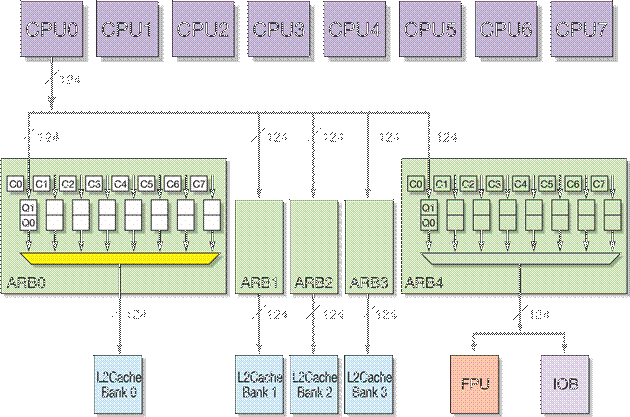 CPU0 CPU1 CPU2 CPU3 CPU4 CPU5 CPU6 CPU7
124
124 124 124 124 124
C0 C1 C2 C3 C4 C5 C6 C7 C0 C1 C2 C3 C4 C5 C6 C7
Q1 Q1
Q0 Q0
ARB0 ARB1 ARB2 ARB3 ARB4
124 124 124 124 124
L2Cache L2Cache L2Cache L2Cache FPU IOB
Bank 0 Bank 1 Bank 2 Bank 3